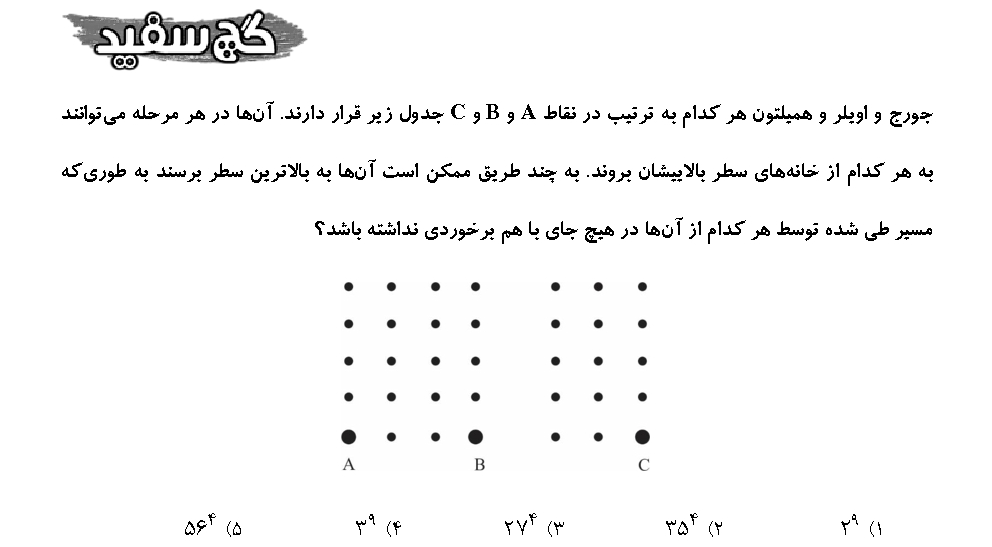 گچ سفید
جورج و اویلر و همیلتون هر کدام به ترتیب در نقاط A و B و C جدول زیر قرار دارند. آن‌ها در هر مرحله می‌توانند
به هر کدام از خانه‌های سطر بالاییشان بروند. به چند طریق ممکن است آن‌ها به بالاترین سطر برسند به طوری‌که
مسیر طی شده توسط هر کدام از آن‌ها در هیچ جای با هم برخوردی نداشته باشد؟
A B C
۱) ۲^۹ ۲) ۳۵^۴ ۳) ۲۷^۴ ۴) ۳^۹ ۵) ۵۶^۴